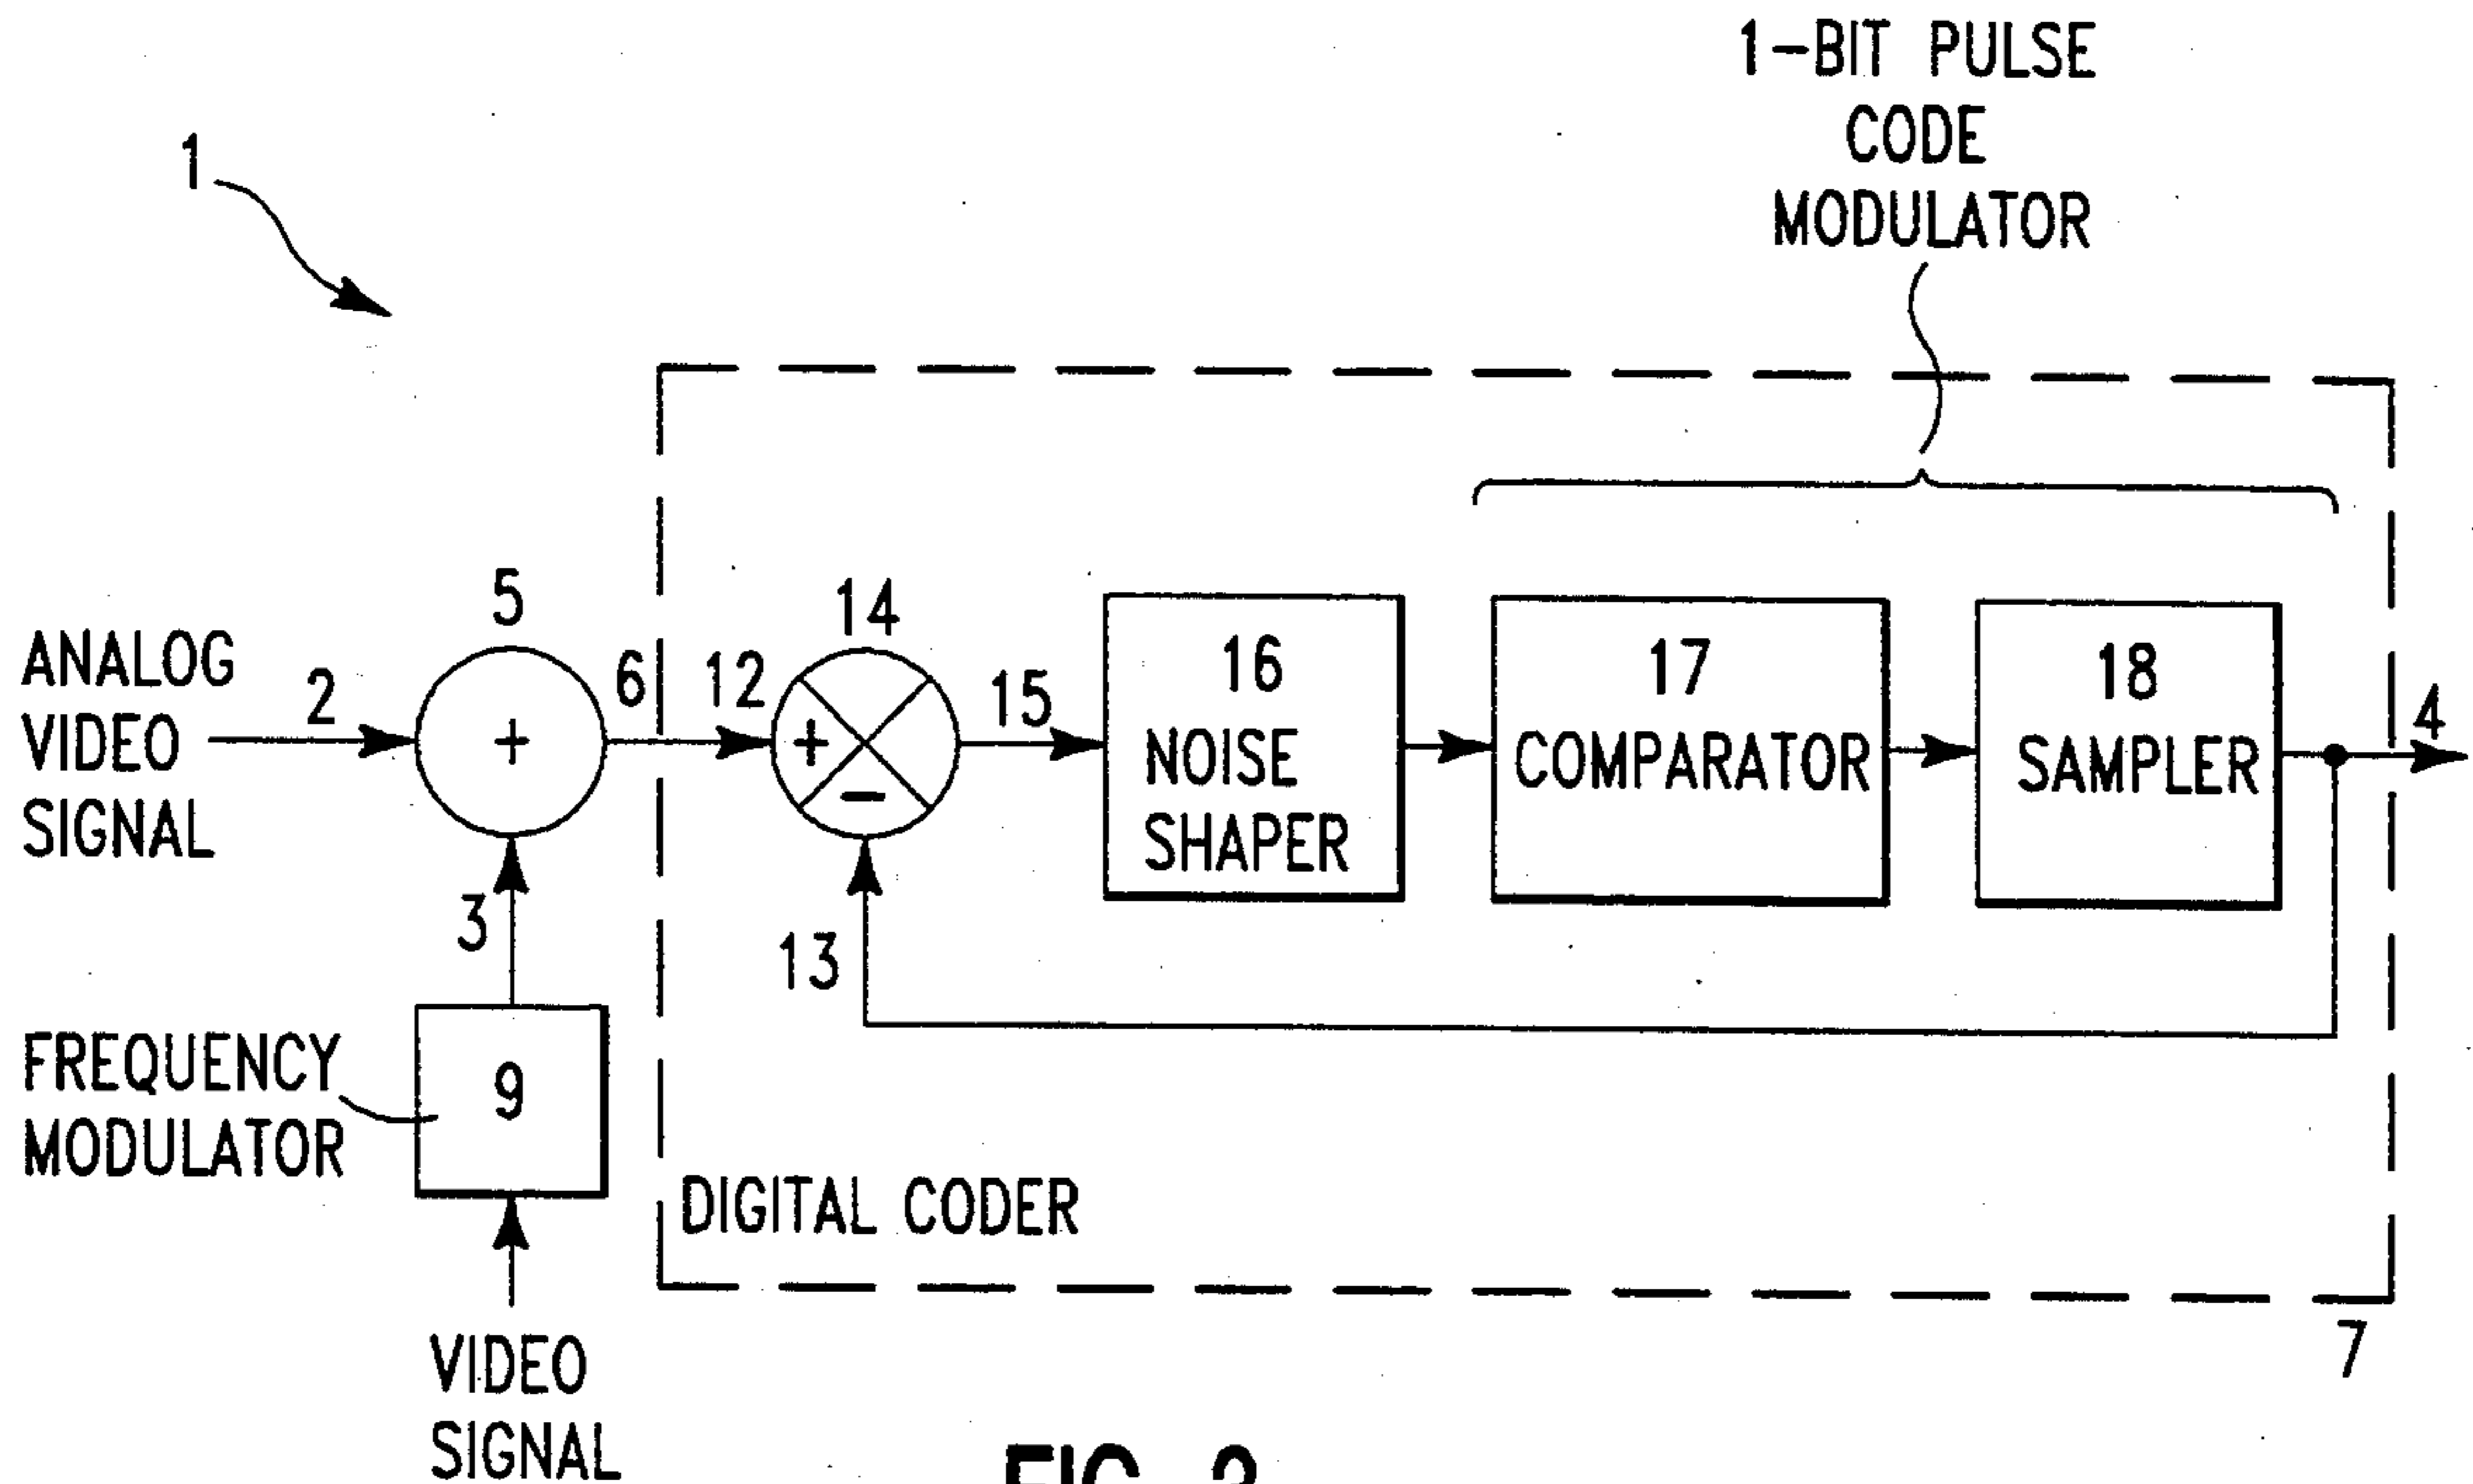 1-BIT PULSE
CODE
MODULATOR
1
5
14
ANALOG
VIDEO
SIGNAL
2
+
6
12
+
-
15
16
NOISE
SHAPER
17
COMPARATOR
18
SAMPLER
4
3
13
FREQUENCY
MODULATOR
9
DIGITAL CODER
7
VIDEO
SIGNAL
FIG.